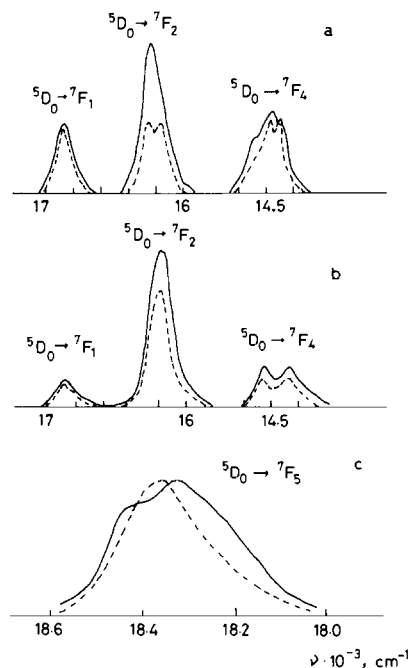 a
⁵D₀→⁷F₂
⁵D₀→⁷F₁
⁵D₀→⁷F₄
17 16 14.5
b
⁵D₀→⁷F₂
⁵D₀→⁷F₁
⁵D₀→⁷F₄
17 16 14.5
c
⁵D₀→⁷F₅
18.6 18.4 18.2 18.0
ν·10⁻³, cm⁻¹